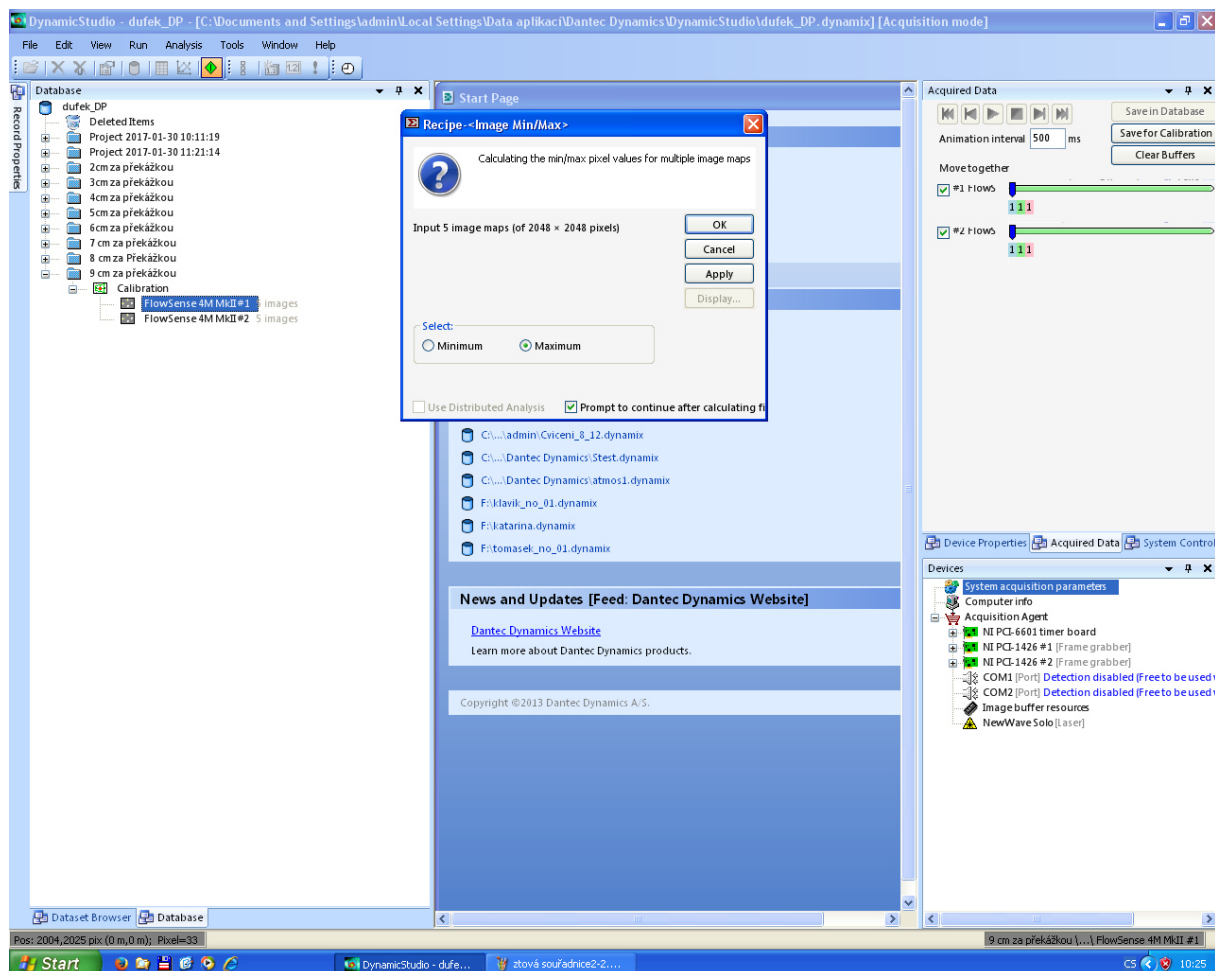 DynamicStudio - dufek_DP - [C:\Documents and Settings\admin\Local Settings\Data aplikací\Dantec Dynamics\DynamicStudio\dufek_DP.dynamix] [Acquisition mode]
File Edit View Run Analysis Tools Window Help
Record Properties
Database
dufek_DP
Deleted Items
Project 2017-01-30 10:11:19
Project 2017-01-30 11:21:14
2cm za překážkou
3cm za překážkou
4cm za překážkou
5cm za překážkou
6cm za překážkou
7 cm za překážkou
8 cm za Překážkou
9 cm za překážkou
Calibration
FlowSense 4M MkII #1 images
FlowSense 4M MkII #2 5 images
Dataset Browser Database
Start Page
Recipe-<Image Min/Max>
Calculating the min/max pixel values for multiple image maps
Input 5 image maps (of 2048 × 2048 pixels)
OK
Cancel
Apply
Display...
Select:
Minimum Maximum
Use Distributed Analysis Prompt to continue after calculating fi
C:\...\admin\Cviceni_8_12.dynamix
C:\...\Dantec Dynamics\Stest.dynamix
C:\...\Dantec Dynamics\atmos1.dynamix
F:\klavik_no_01.dynamix
F:\katarina.dynamix
F:\tomasek_no_01.dynamix
News and Updates [Feed: Dantec Dynamics Website]
Dantec Dynamics Website
Learn more about Dantec Dynamics products.
Copyright ©2013 Dantec Dynamics A/S.
Acquired Data
Save in Database
Animation interval 500 ms
Save for Calibration
Clear Buffers
Move together
#1 FlowS
1 1 1
#2 FlowS
1 1 1
Device Properties Acquired Data System Control
Devices
System acquisition parameters
Computer info
Acquisition Agent
NI PCI-6601 timer board
NI PCI-1426 #1 [Frame grabber]
NI PCI-1426 #2 [Frame grabber]
COM1 [Port] Detection disabled (Free to be used
COM2 [Port] Detection disabled (Free to be used
Image buffer resources
NewWave Solo [Laser]
Pos: 2004,2025 pix (0 m,0 m); Pixel=33
9 cm za překážkou \...\ FlowSense 4M MkII #1
Start
DynamicStudio - dufe...
ztová souřadnice2-2....
CS
10:25